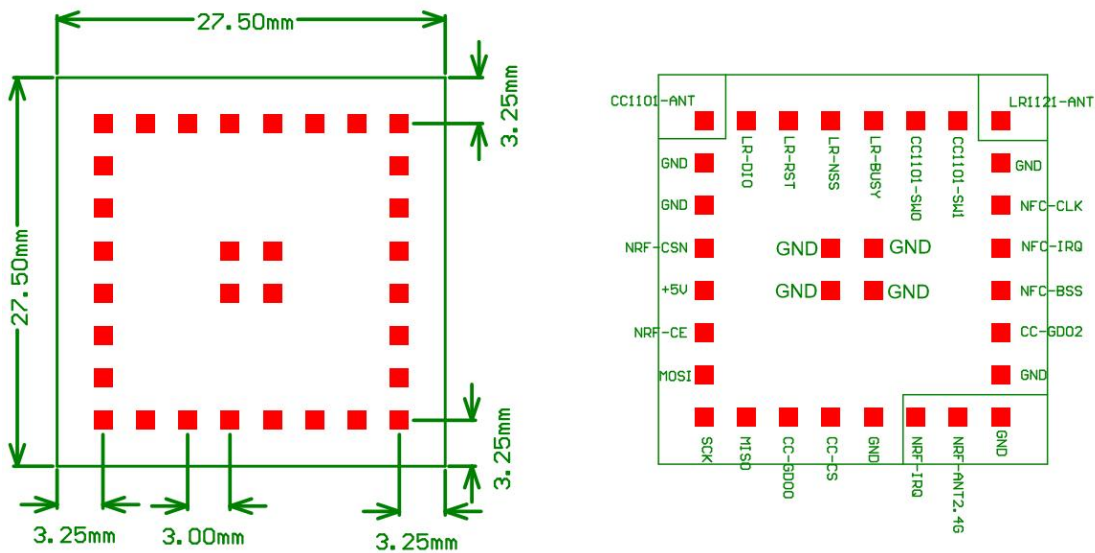 27.50mm
3.25mm
27.50mm
3.25mm
3.25mm
3.00mm
3.25mm
CC1101-ANT
LR1121-ANT
LR-DIO
LR-RST
LR-NSS
LR-BUSY
CC1101-SW0
CC1101-SW1
GND
GND
GND
NFC-CLK
NRF-CSN
GND
GND
NFC-IRQ
+5V
GND
GND
NFC-BSS
NRF-CE
CC-GDO2
MOSI
GND
SCK
MISO
CC-GDO0
CC-CS
GND
NRF-IRQ
NRF-ANT2.4G
GND